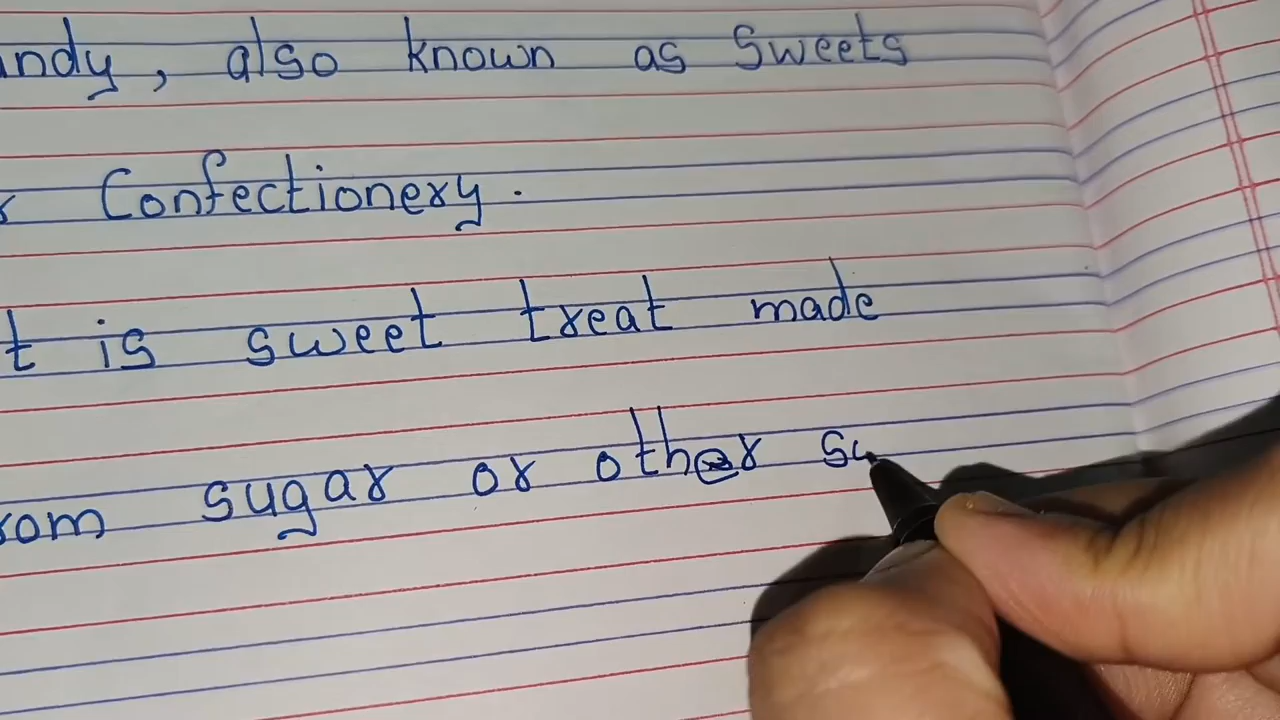 ndy, also known as Sweets
r Confectionery.
t is sweet treat made
rom sugar or other